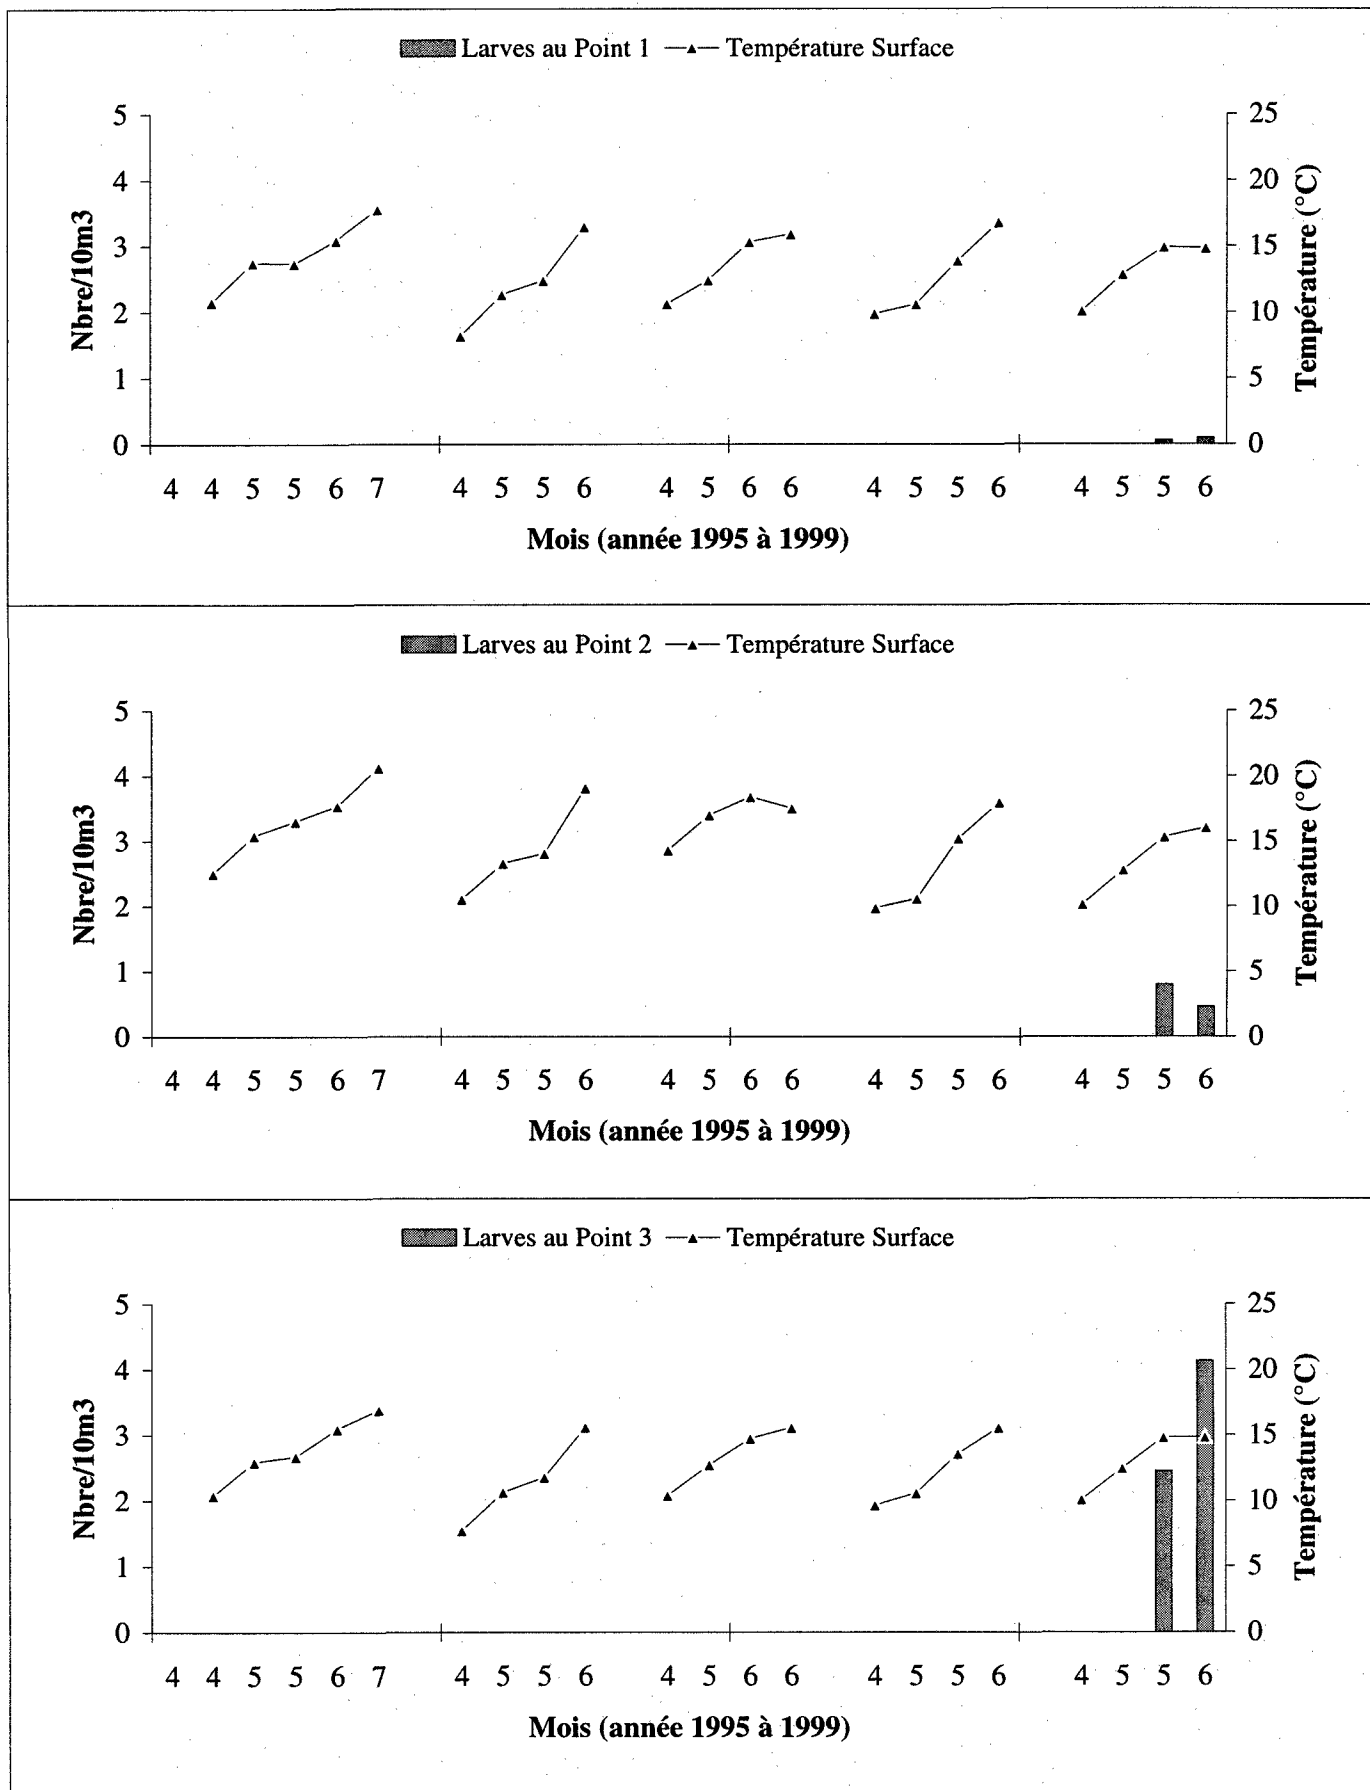 Larves au Point 1 Température Surface
5 25
4 20
3 15
2 10
1 5
0 0
Nbre/10m3
Température (°C)
4 4 5 5 6 7 4 5 5 6 4 5 6 6 4 5 5 6 4 5 5 6
Mois (année 1995 à 1999)
Larves au Point 2 Température Surface
5 25
4 20
3 15
2 10
1 5
0 0
Nbre/10m3
Température (°C)
4 4 5 5 6 7 4 5 5 6 4 5 6 6 4 5 5 6 4 5 5 6
Mois (année 1995 à 1999)
Larves au Point 3 Température Surface
5 25
4 20
3 15
2 10
1 5
0 0
Nbre/10m3
Température (°C)
4 4 5 5 6 7 4 5 5 6 4 5 6 6 4 5 5 6 4 5 5 6
Mois (année 1995 à 1999)